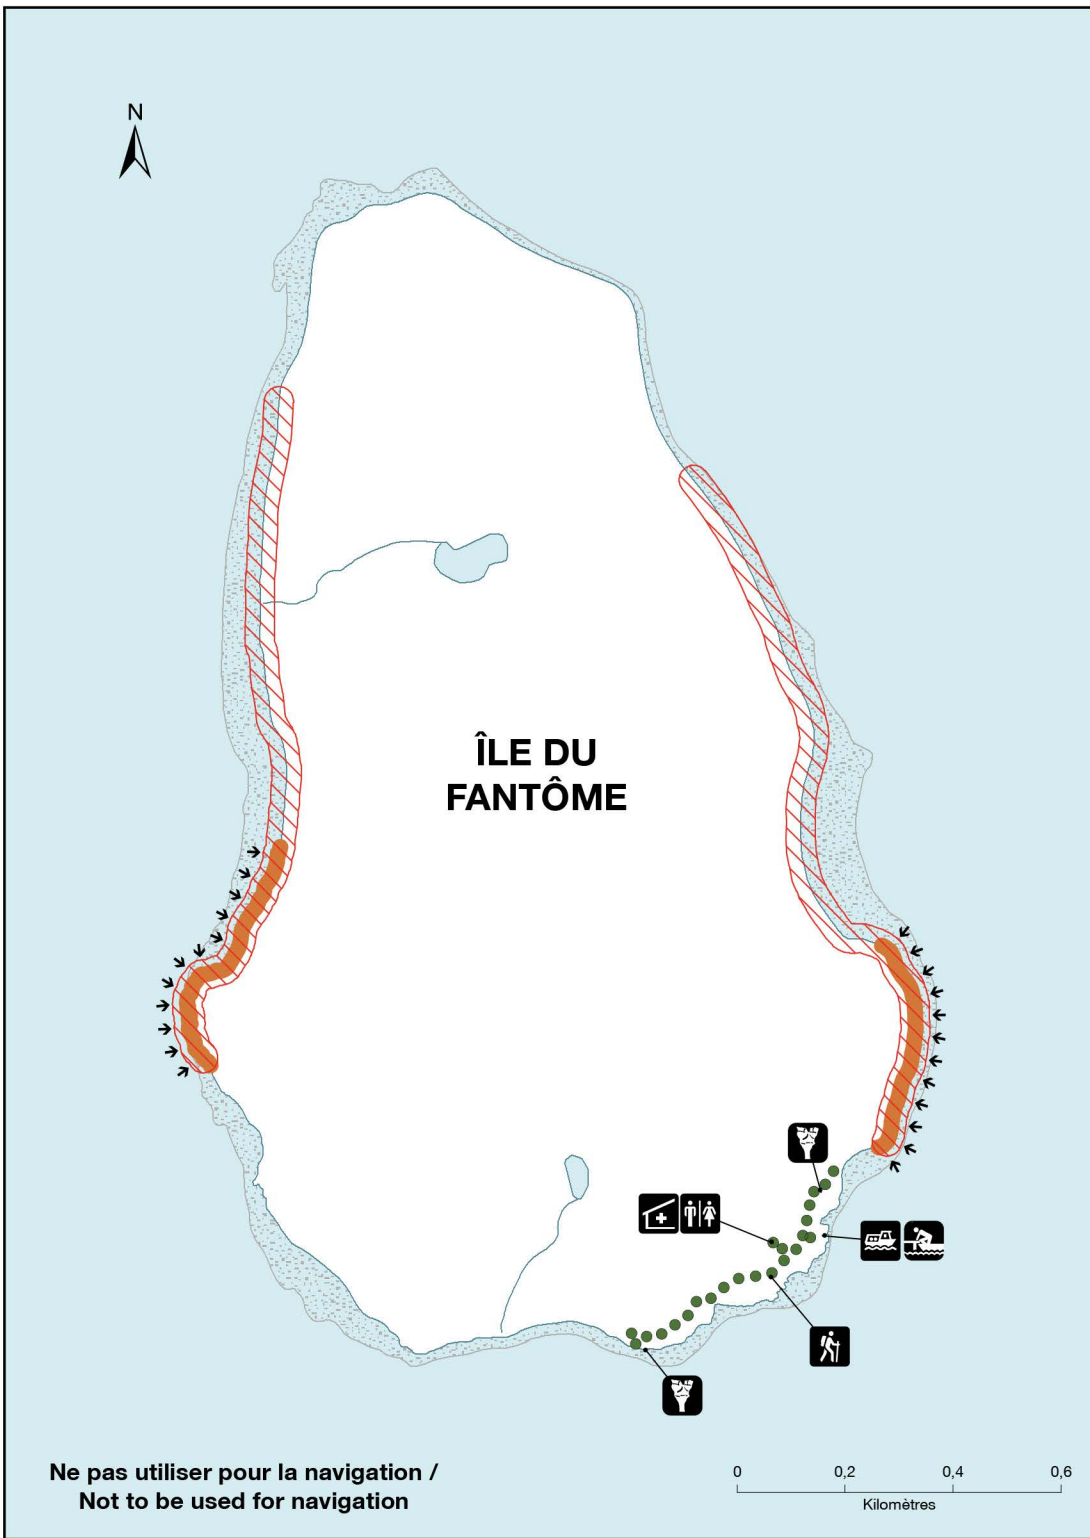 N
ÎLE DU
FANTÔME
Ne pas utiliser pour la navigation /
Not to be used for navigation
0 0,2 0,4 0,6
Kilomètres